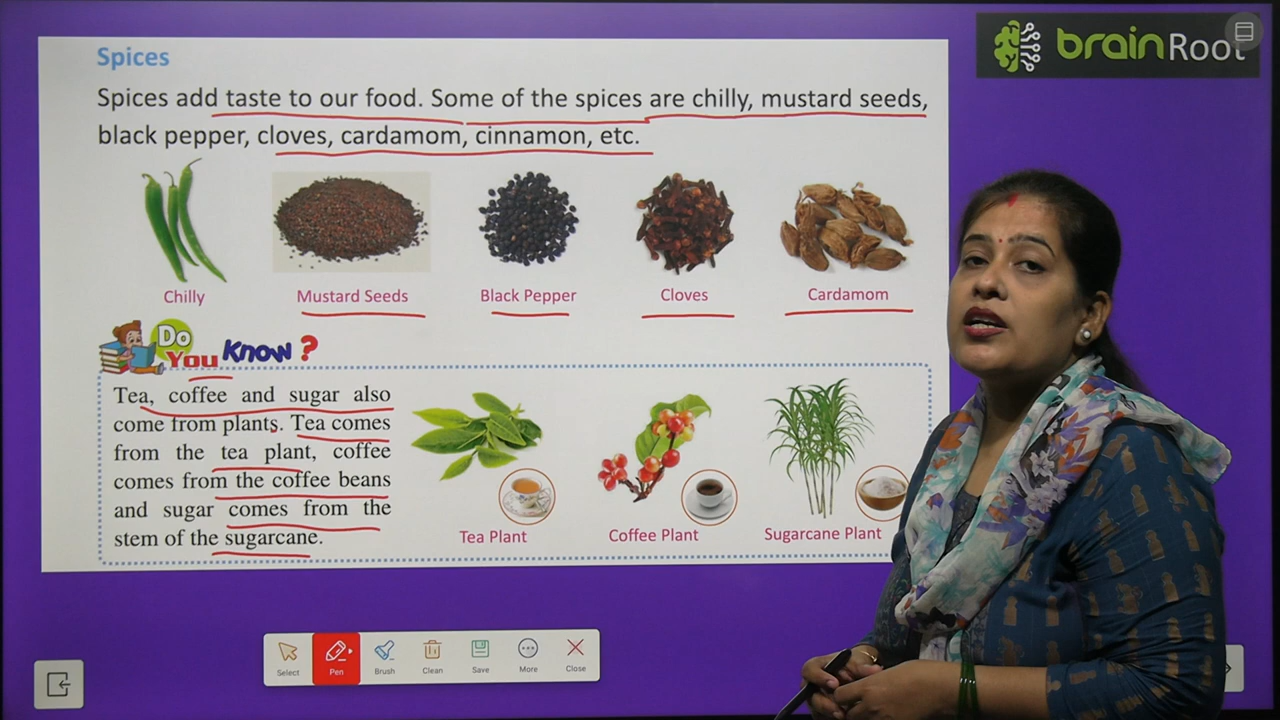 Spices
brainRoot
Spices add taste to our food. Some of the spices are chilly, mustard seeds,
black pepper, cloves, cardamom, cinnamon, etc.
Chilly
Mustard Seeds
Black Pepper
Cloves
Cardamom
Do You Know ?
Tea, coffee and sugar also
come from plants. Tea comes
from the tea plant, coffee
comes from the coffee beans
and sugar comes from the
stem of the sugarcane.
Tea Plant
Coffee Plant
Sugarcane Plant
Select
Pen
Brush
Clean
Save
More
Close